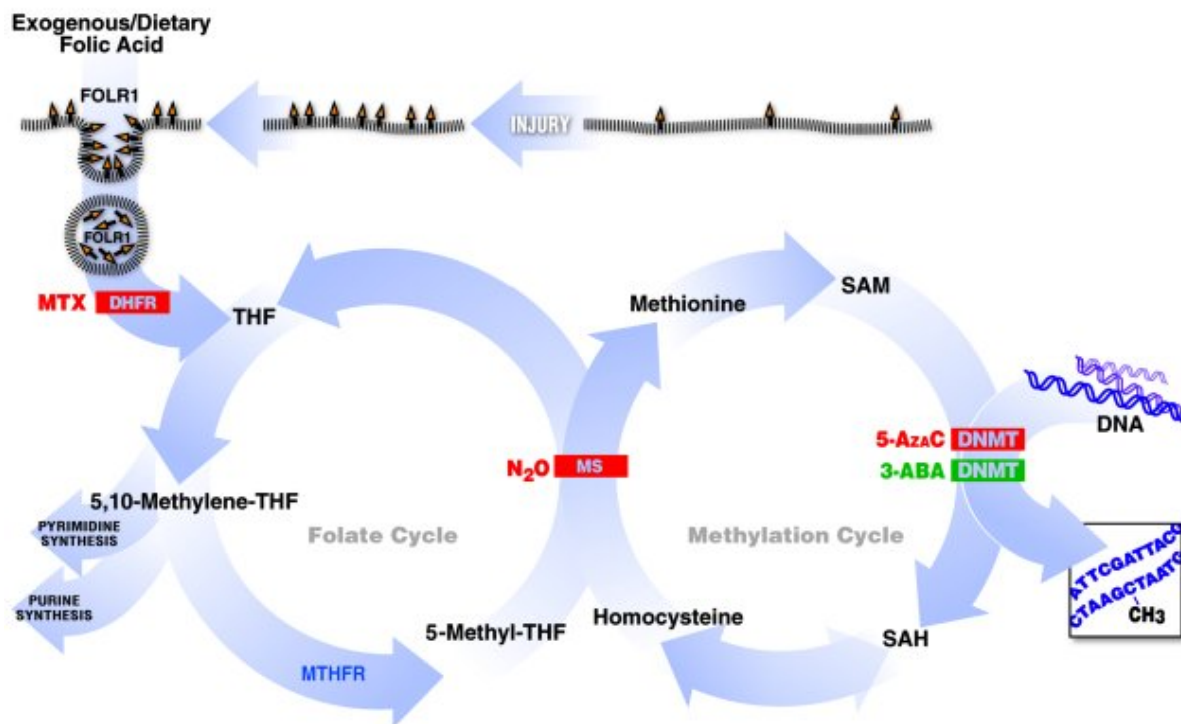 Exogenous/Dietary
Folic Acid
FOLR1
INJURY
FOLR1
MTX DHFR
THF
Methionine
SAM
DNA
5-AZAC DNMT
3-ABA DNMT
N2O MS
5,10-Methylene-THF
PYRIMIDINE
SYNTHESIS
Folate Cycle
Methylation Cycle
ATTCGATTACG
CTAAGCTAATG
CH3
PURINE
SYNTHESIS
Homocysteine
5-Methyl-THF
SAH
MTHFR